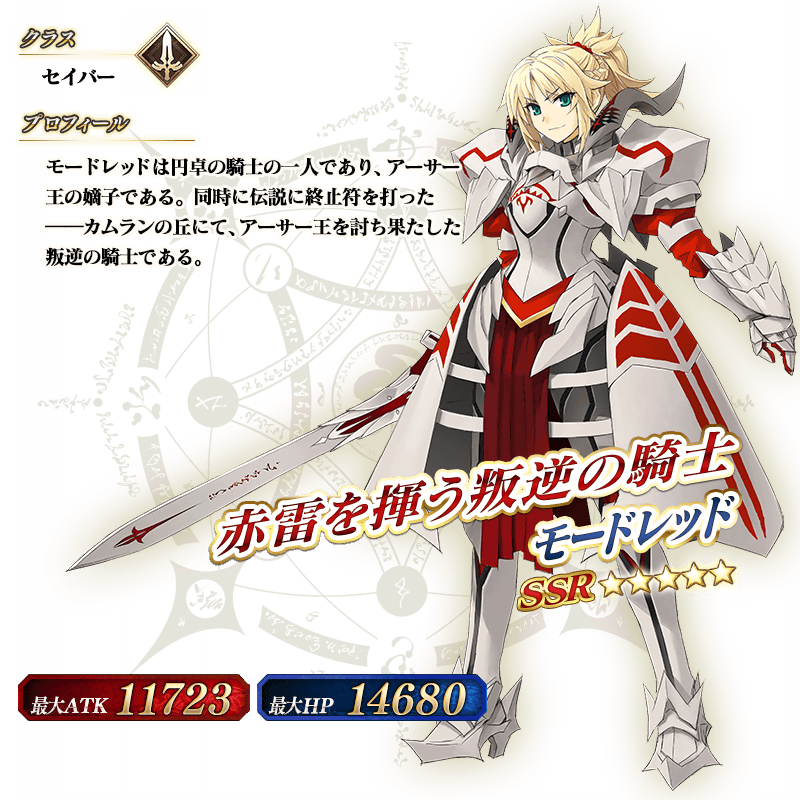 クラス
セイバー
プロフィール
モードレッドは円卓の騎士の一人であり、アーサー
王の嫡子である。同時に伝説に終止符を打った
──カムランの丘にて、アーサー王を討ち果たした
叛逆の騎士である。
赤雷を揮う叛逆の騎士
モードレッド
SSR☆☆☆☆☆
最大ATK 11723
最大HP 14680